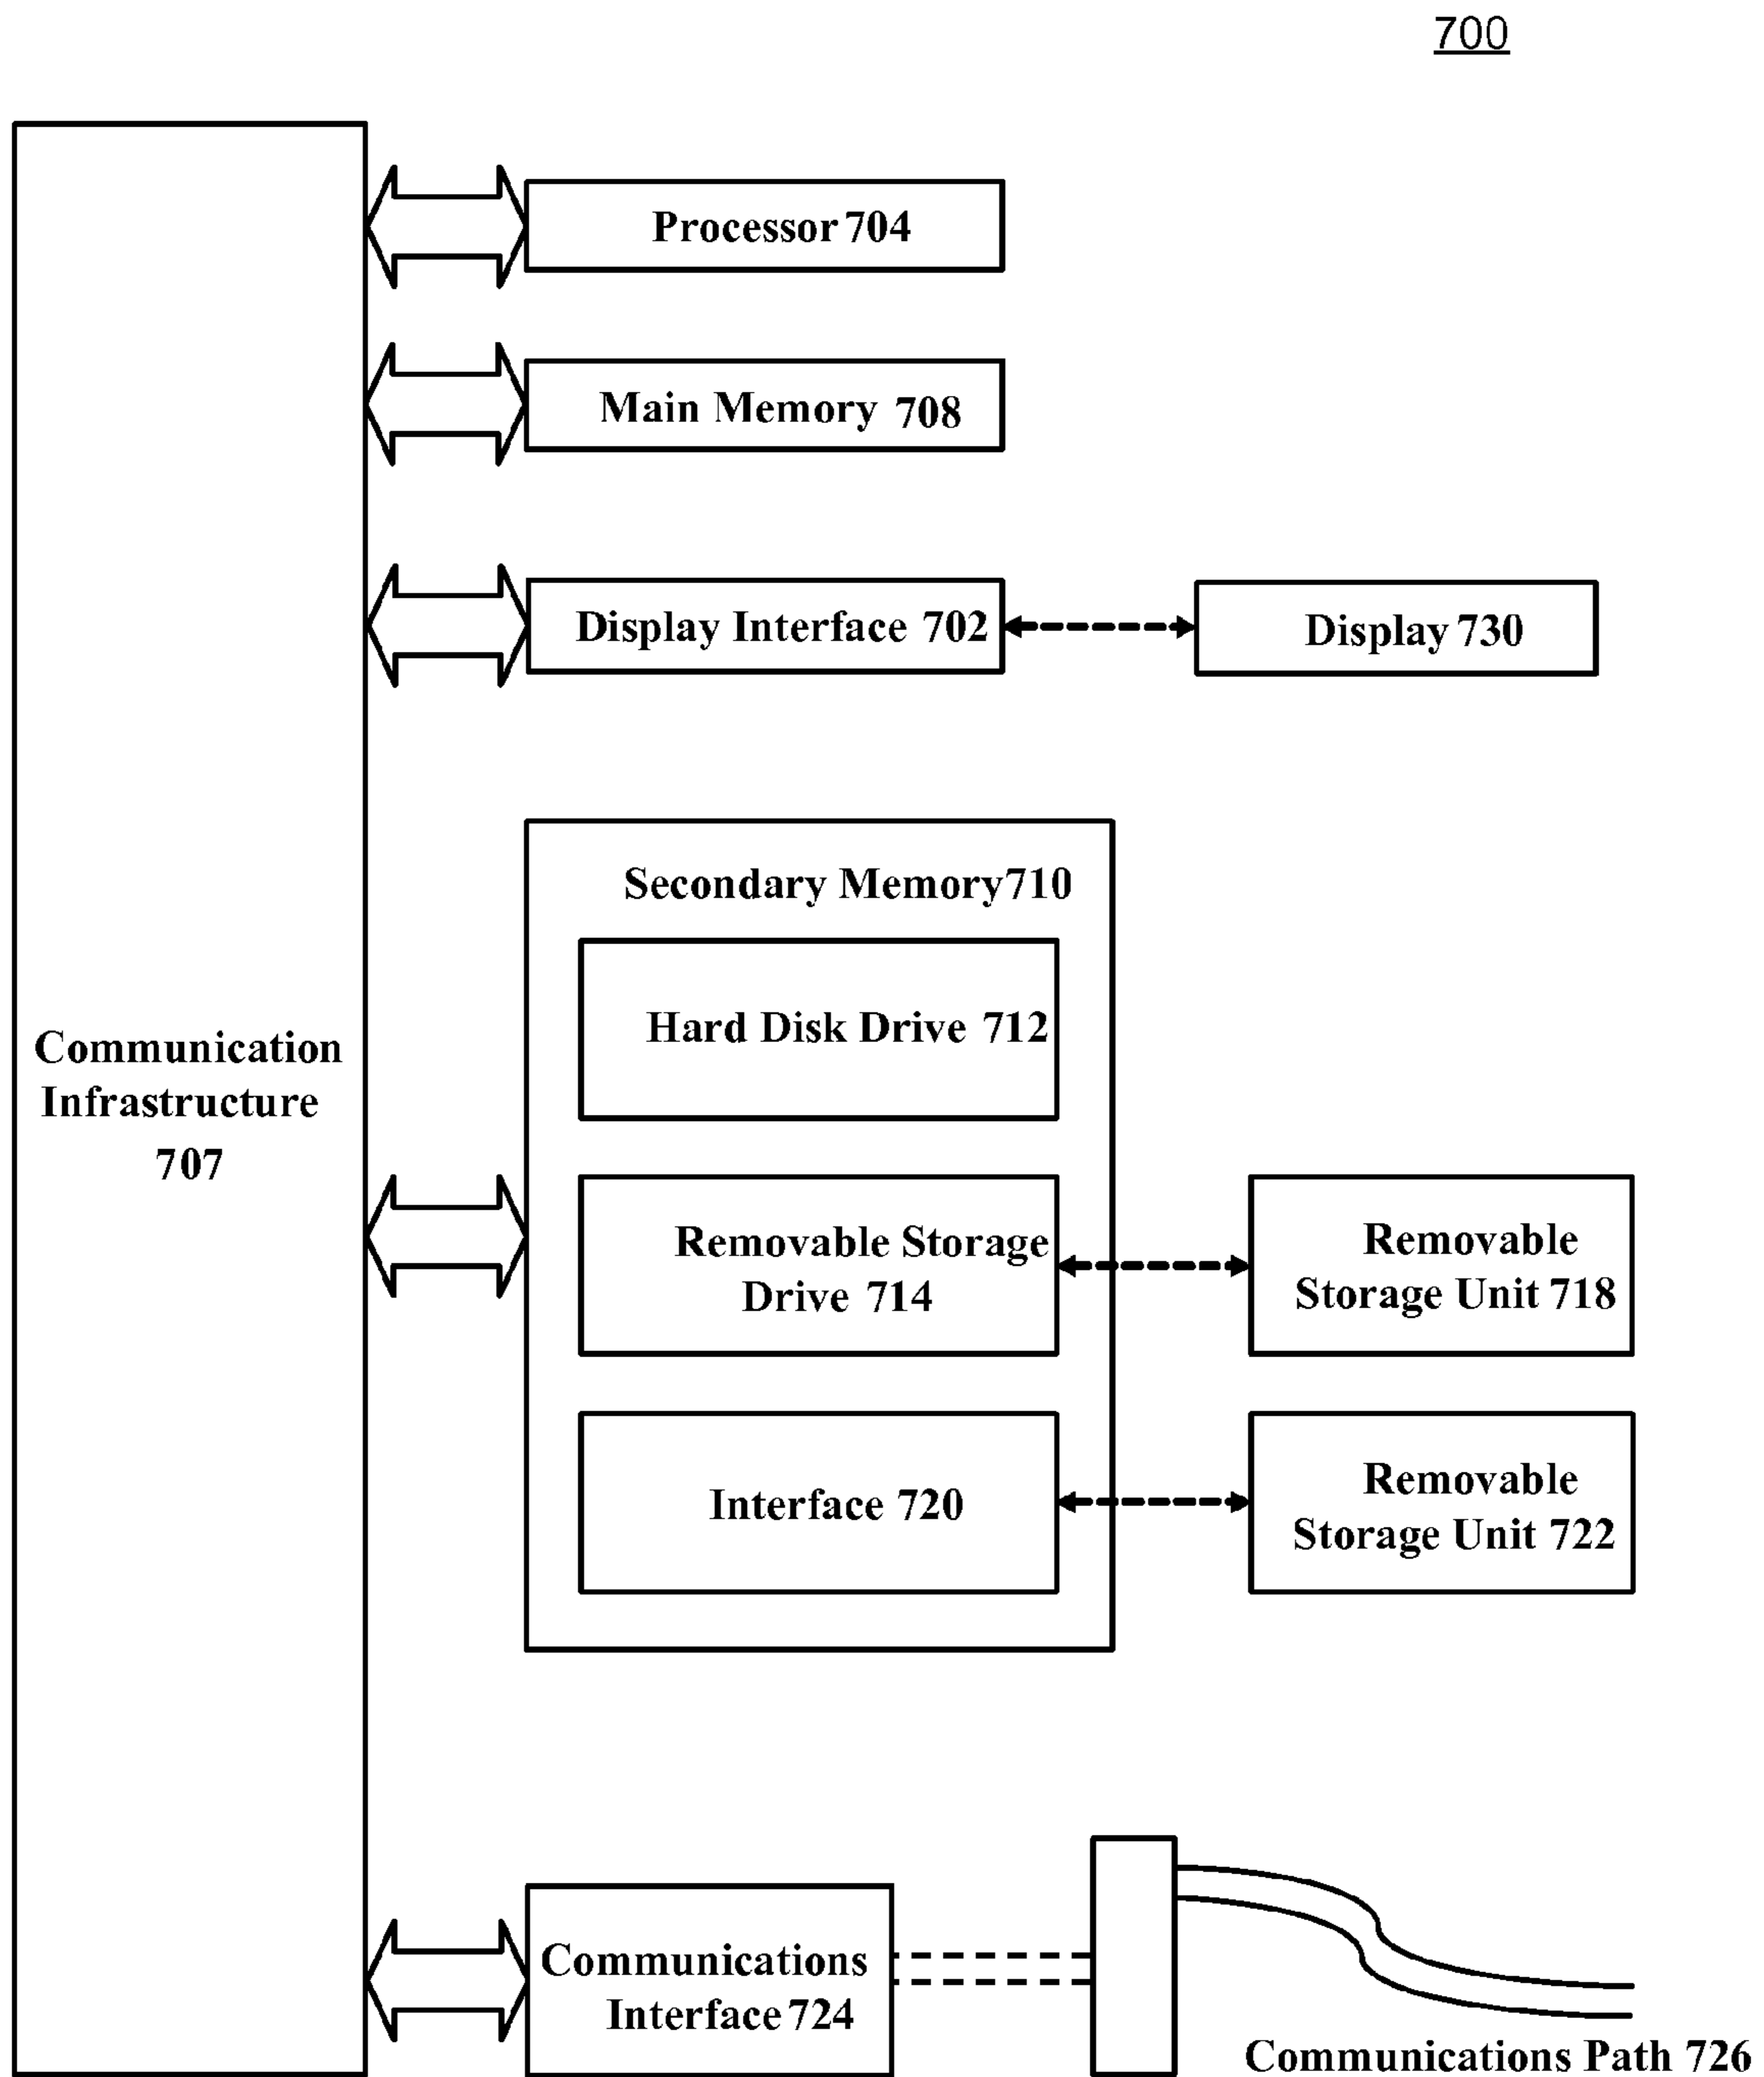 700
Processor 704
Main Memory 708
Display Interface 702
Display 730
Secondary Memory710
Hard Disk Drive 712
Communication
Infrastructure
707
Removable Storage
Drive 714
Removable
Storage Unit 718
Interface 720
Removable
Storage Unit 722
Communications
Interface 724
Communications Path 726